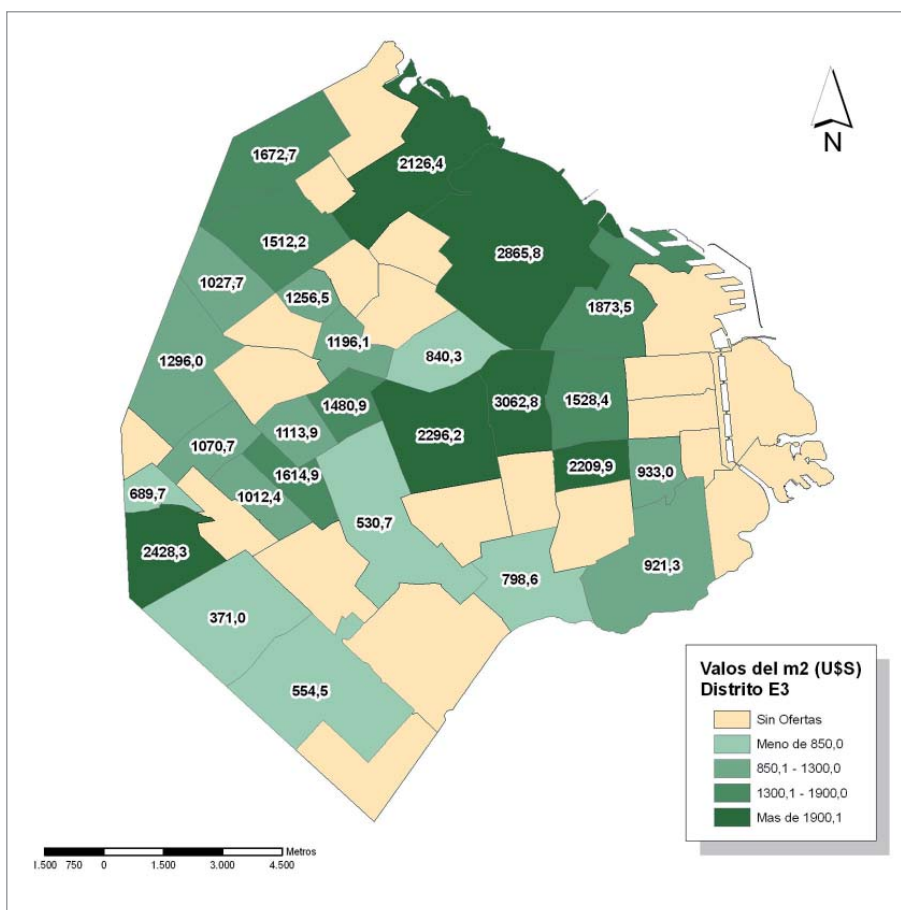 N
1672,7
2126,4
1512,2
2865,8
1027,7
1256,5
1873,5
1196,1
1296,0
840,3
3062,8
1528,4
1480,9
2296,2
1113,9
1070,7
1614,9
2209,9
933,0
689,7
1012,4
530,7
2428,3
921,3
798,6
371,0
554,5
Valos del m2 (U$S)
Distrito E3
Sin Ofertas
Meno de 850,0
850,1 - 1300,0
1300,1 - 1900,0
Mas de 1900,1
Metros
1.500 750 0 1.500 3.000 4.500